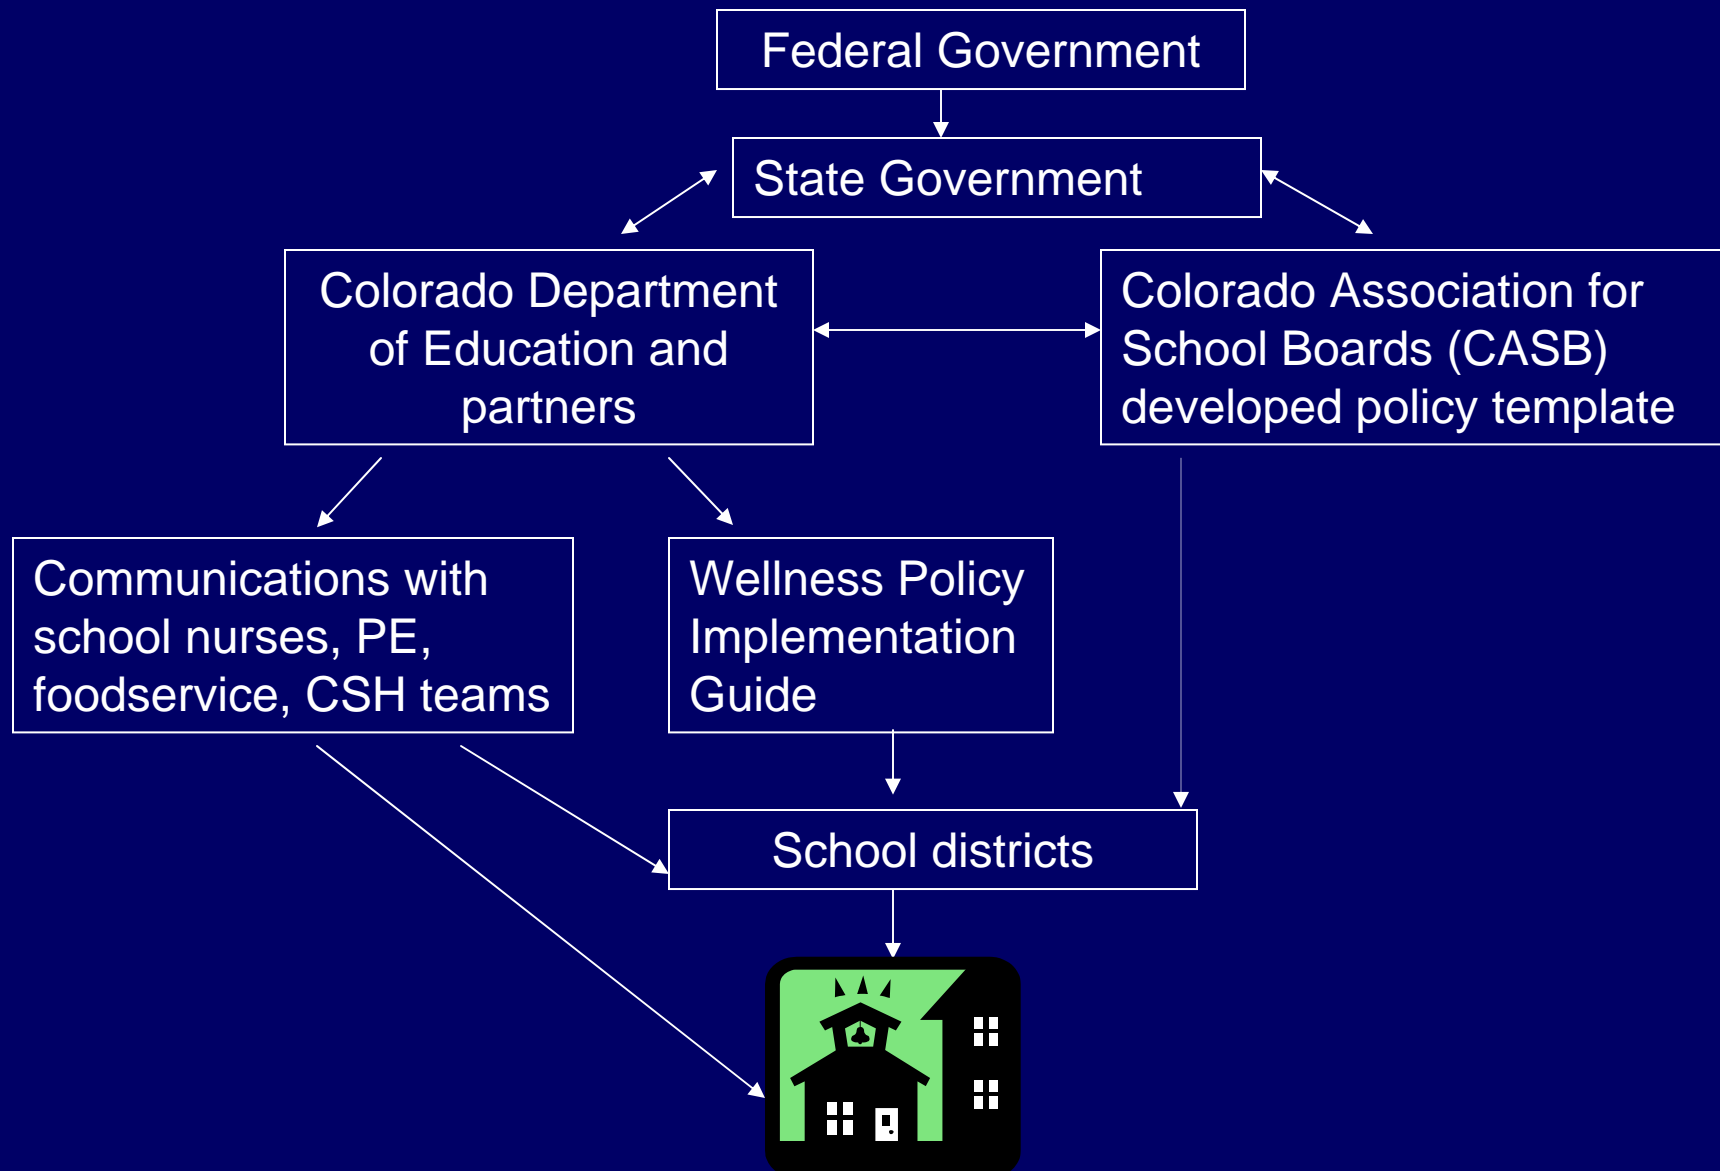 Federal Government
State Government
Colorado Department
of Education and
partners
Colorado Association for
School Boards (CASB)
developed policy template
Communications with
school nurses, PE,
foodservice, CSH teams
Wellness Policy
Implementation
Guide
School districts